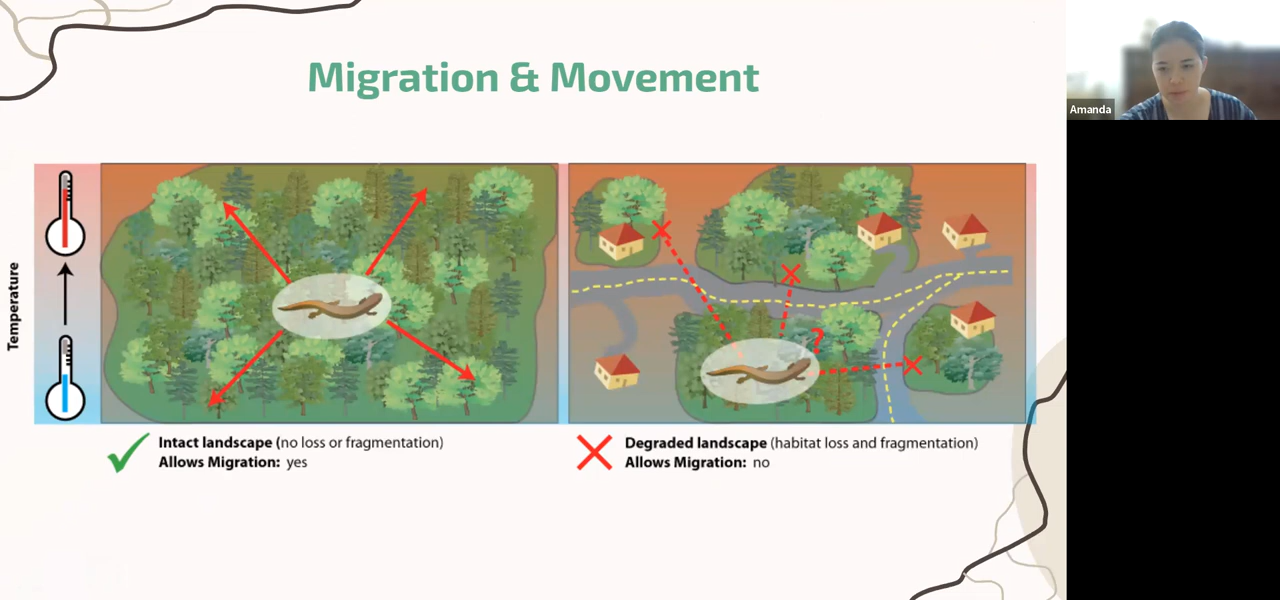 Migration & Movement
Amanda
Temperature
?
Intact landscape (no loss or fragmentation)
Allows Migration: yes
Degraded landscape (habitat loss and fragmentation)
Allows Migration: no